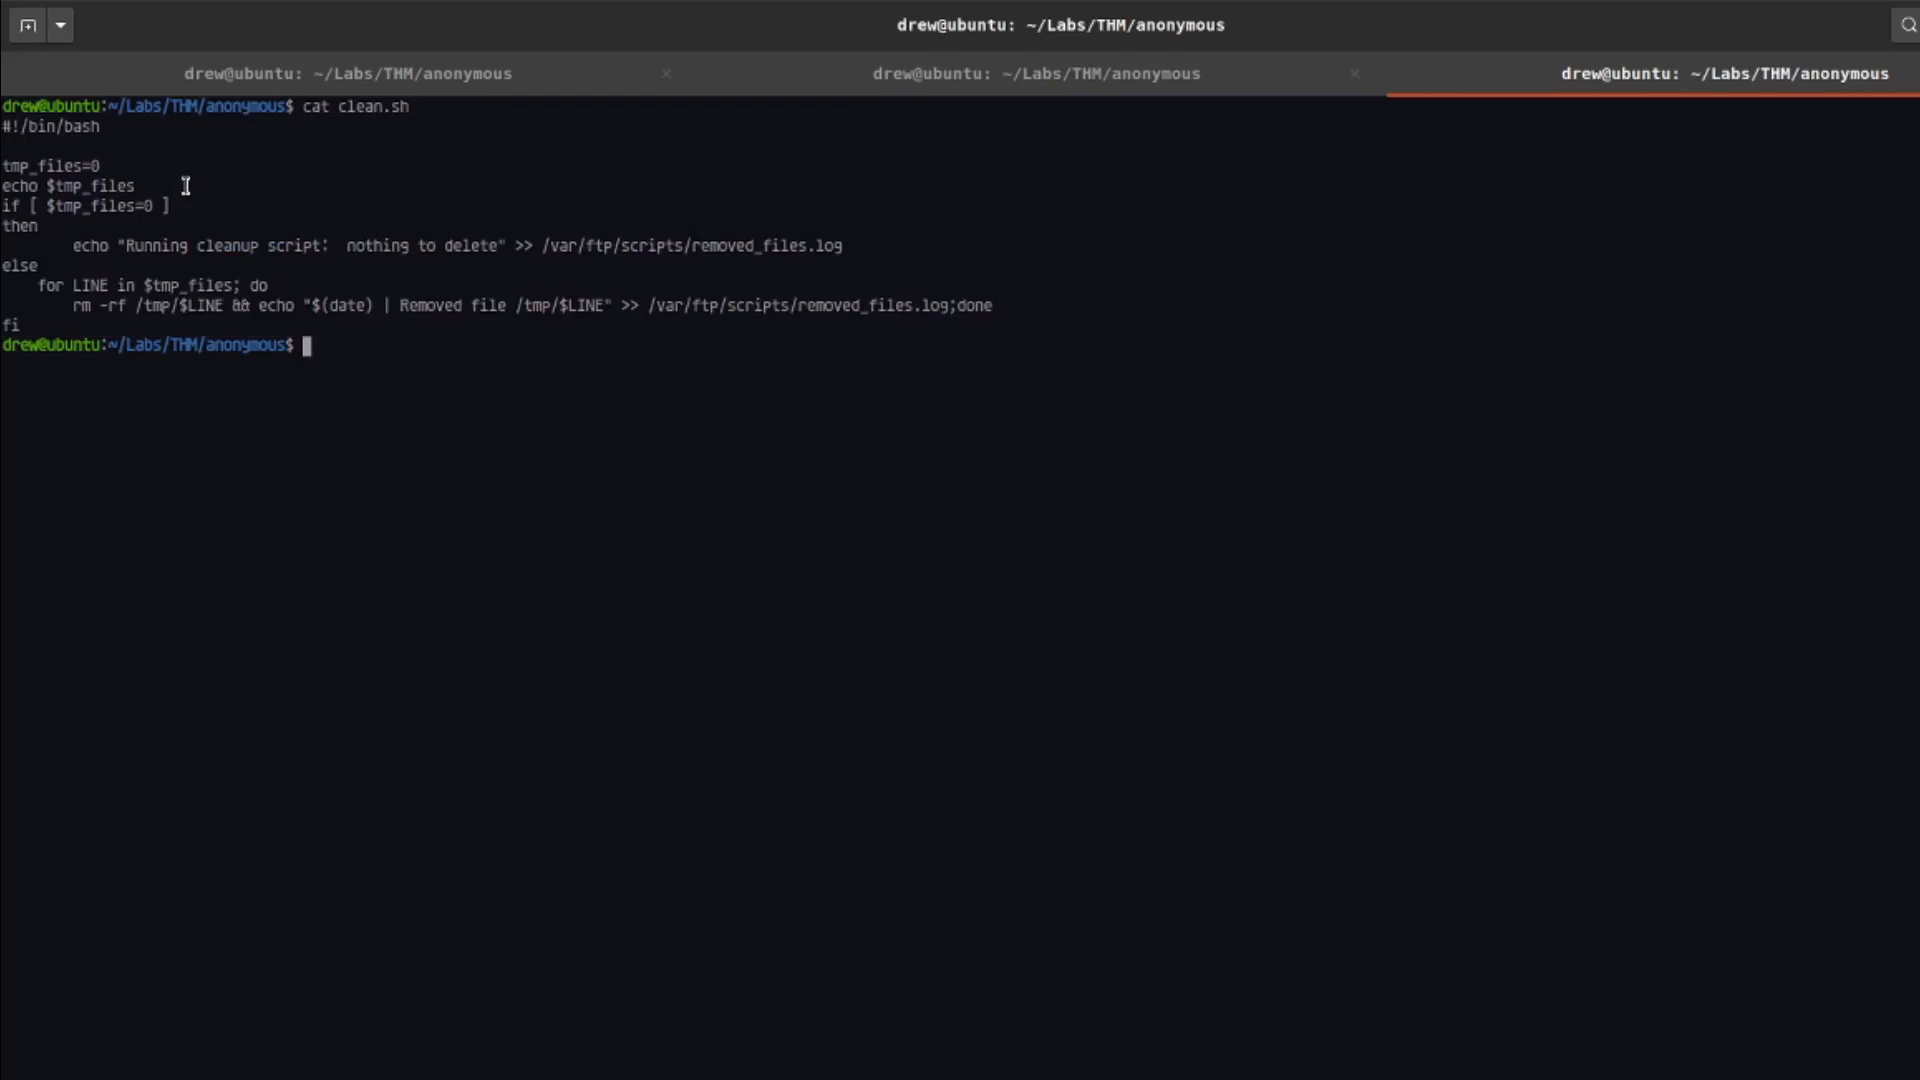 drew@ubuntu: ~/Labs/THM/anonymous
drew@ubuntu: ~/Labs/THM/anonymous × drew@ubuntu: ~/Labs/THM/anonymous × drew@ubuntu: ~/Labs/THM/anonymous
drew@ubuntu:~/Labs/THM/anonymous$ cat clean.sh
#!/bin/bash

tmp_files=0
echo $tmp_files
if [ $tmp_files=0 ]
then
        echo "Running cleanup script:  nothing to delete" >> /var/ftp/scripts/removed_files.log
else
    for LINE in $tmp_files; do
        rm -rf /tmp/$LINE && echo "$(date) | Removed file /tmp/$LINE" >> /var/ftp/scripts/removed_files.log;done
fi
drew@ubuntu:~/Labs/THM/anonymous$